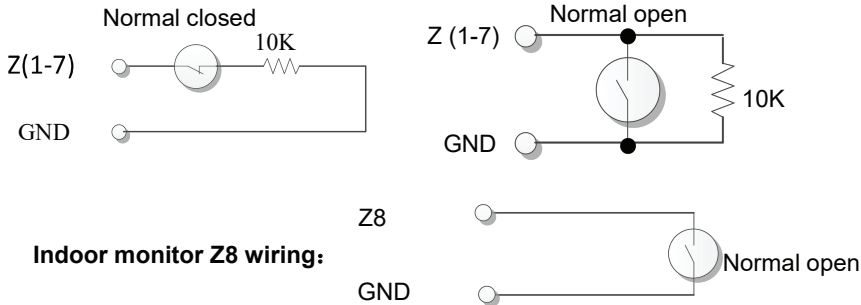 Normal closed
10K
Z(1-7)
GND
Normal open
Z (1-7)
10K
GND
Z8
Indoor monitor Z8 wiring：
Normal open
GND